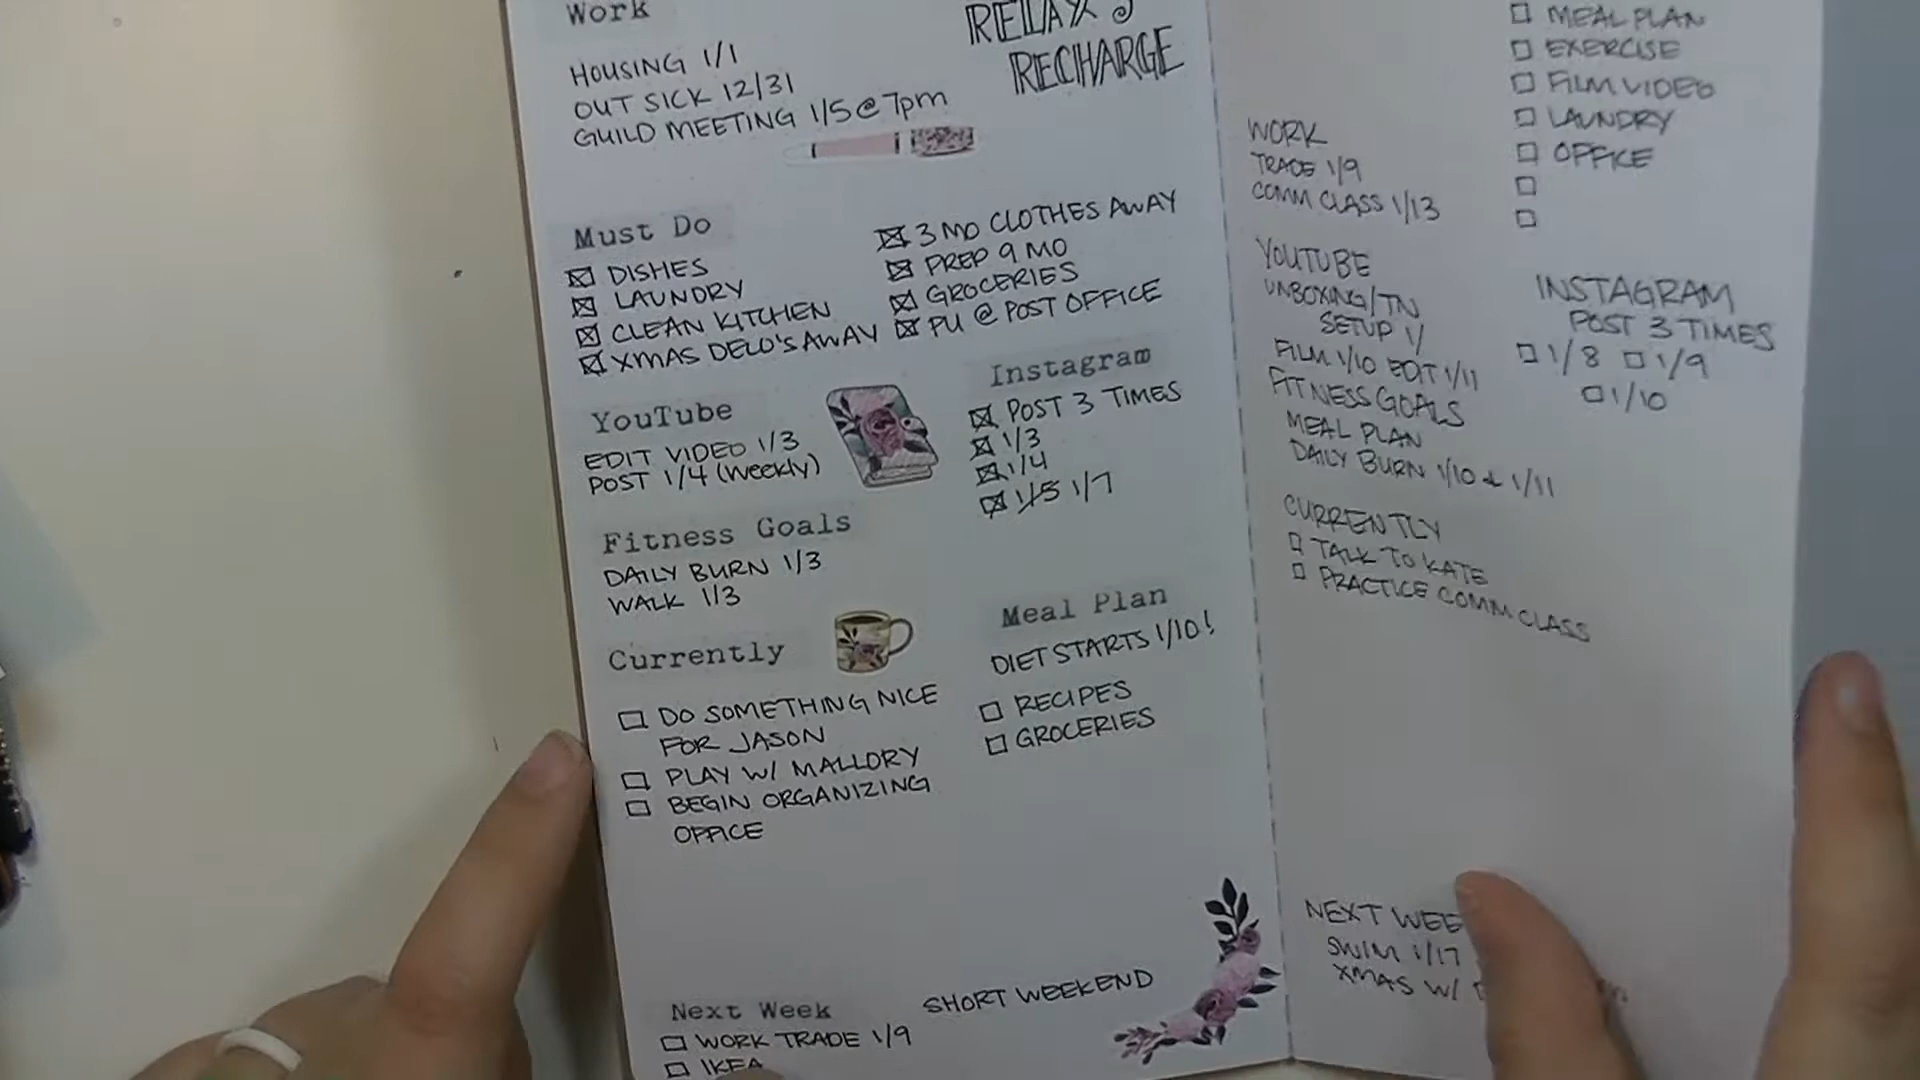 Work
RELAX &
RECHARGE
HOUSING 1/1
OUT SICK 12/31
GUILD MEETING 1/5 @ 7pm
Must Do
DISHES
LAUNDRY
CLEAN KITCHEN
XMAS DECO'S AWAY
3 MO CLOTHES AWAY
PREP 9 MO
GROCERIES
PU @ POST OFFICE
YouTube
EDIT VIDEO 1/3
POST 1/4 (Weekly)
Instagram
POST 3 TIMES
1/3
1/4
1/5 1/7
Fitness Goals
DAILY BURN 1/3
WALK 1/3
Currently
DO SOMETHING NICE
FOR JASON
PLAY W/ MALLORY
BEGIN ORGANIZING
OFFICE
Meal Plan
DIET STARTS 1/10!
RECIPES
GROCERIES
Next Week
WORK TRADE 1/9
IKEA
SHORT WEEKEND
MEAL PLAN
EXERCISE
FILM VIDEO
LAUNDRY
OFFICE
WORK
TRADE 1/9
COMM CLASS 1/13
YOUTUBE
UNBOXING/TN
SETUP 1/
FILM 1/10 EDIT 1/11
INSTAGRAM
POST 3 TIMES
1/8 1/9
1/10
FITNESS GOALS
MEAL PLAN
DAILY BURN 1/10 & 1/11
CURRENTLY
TALK TO KATE
PRACTICE COMM CLASS
NEXT WEE
SWIM 1/17
XMAS W/